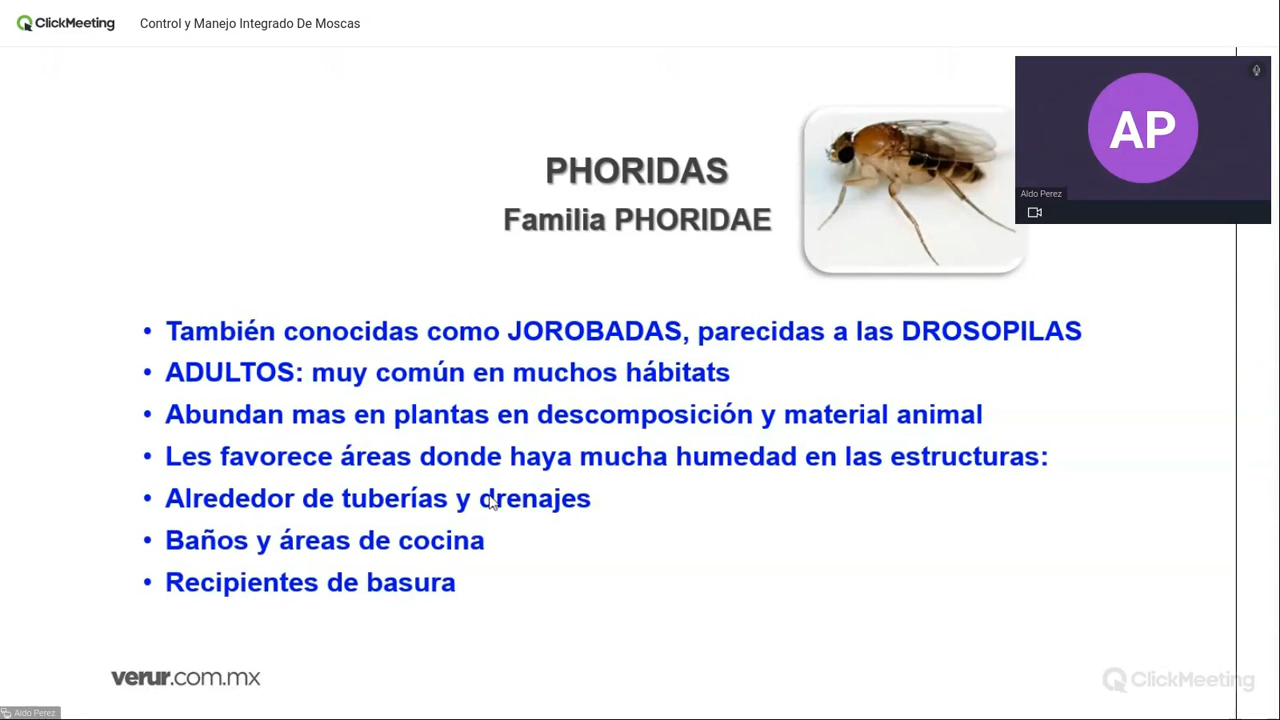 ClickMeeting Control y Manejo Integrado De Moscas
AP
Aldo Perez
PHORIDAS
Familia PHORIDAE
• También conocidas como JOROBADAS, parecidas a las DROSOPILAS
• ADULTOS: muy común en muchos hábitats
• Abundan mas en plantas en descomposición y material animal
• Les favorece áreas donde haya mucha humedad en las estructuras:
• Alrededor de tuberías y drenajes
• Baños y áreas de cocina
• Recipientes de basura
verur.com.mx
ClickMeeting
Aldo Perez